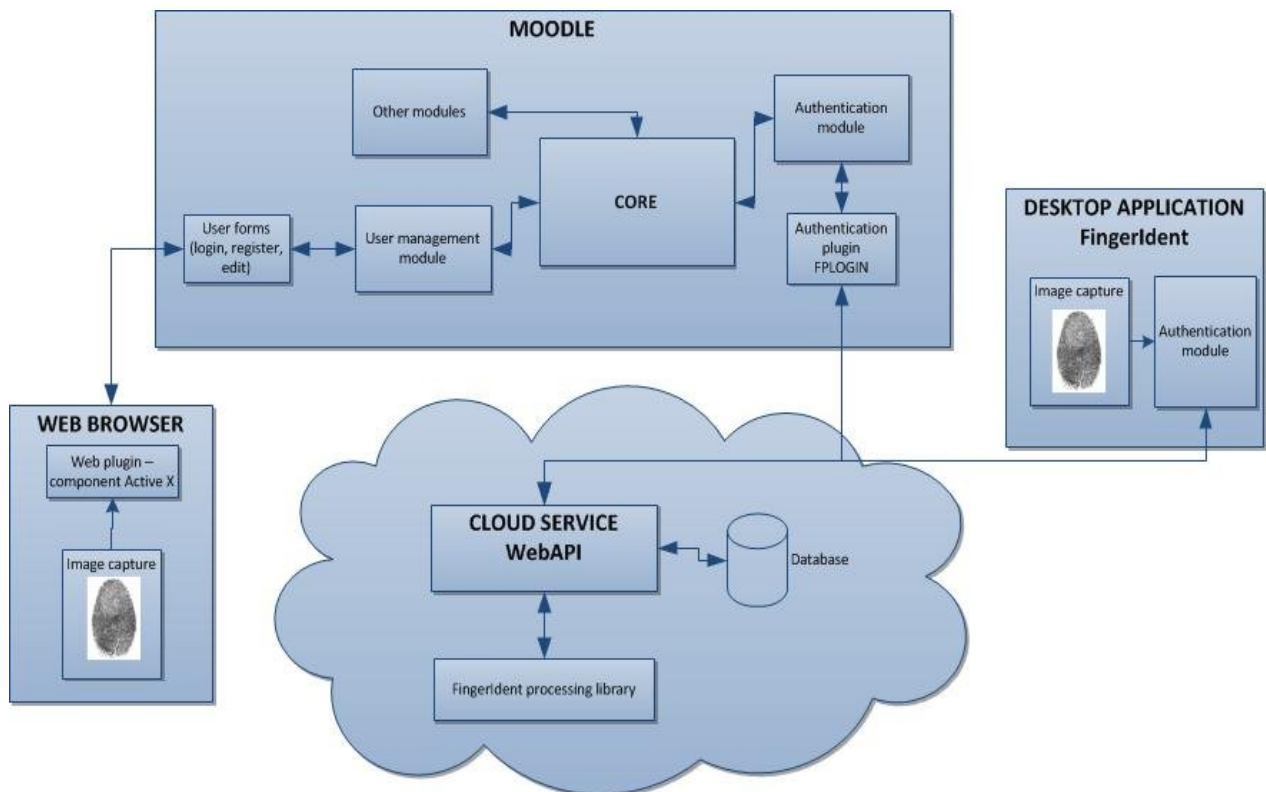 MOODLE
Other modules
Authentication
module
CORE
User forms
(login, register,
edit)
User management
module
Authentication
plugin
FPLOGIN
DESKTOP APPLICATION
FingerIdent
Image capture
Authentication
module
WEB BROWSER
Web plugin –
component Active X
Image capture
CLOUD SERVICE
WebAPI
Database
FingerIdent processing library